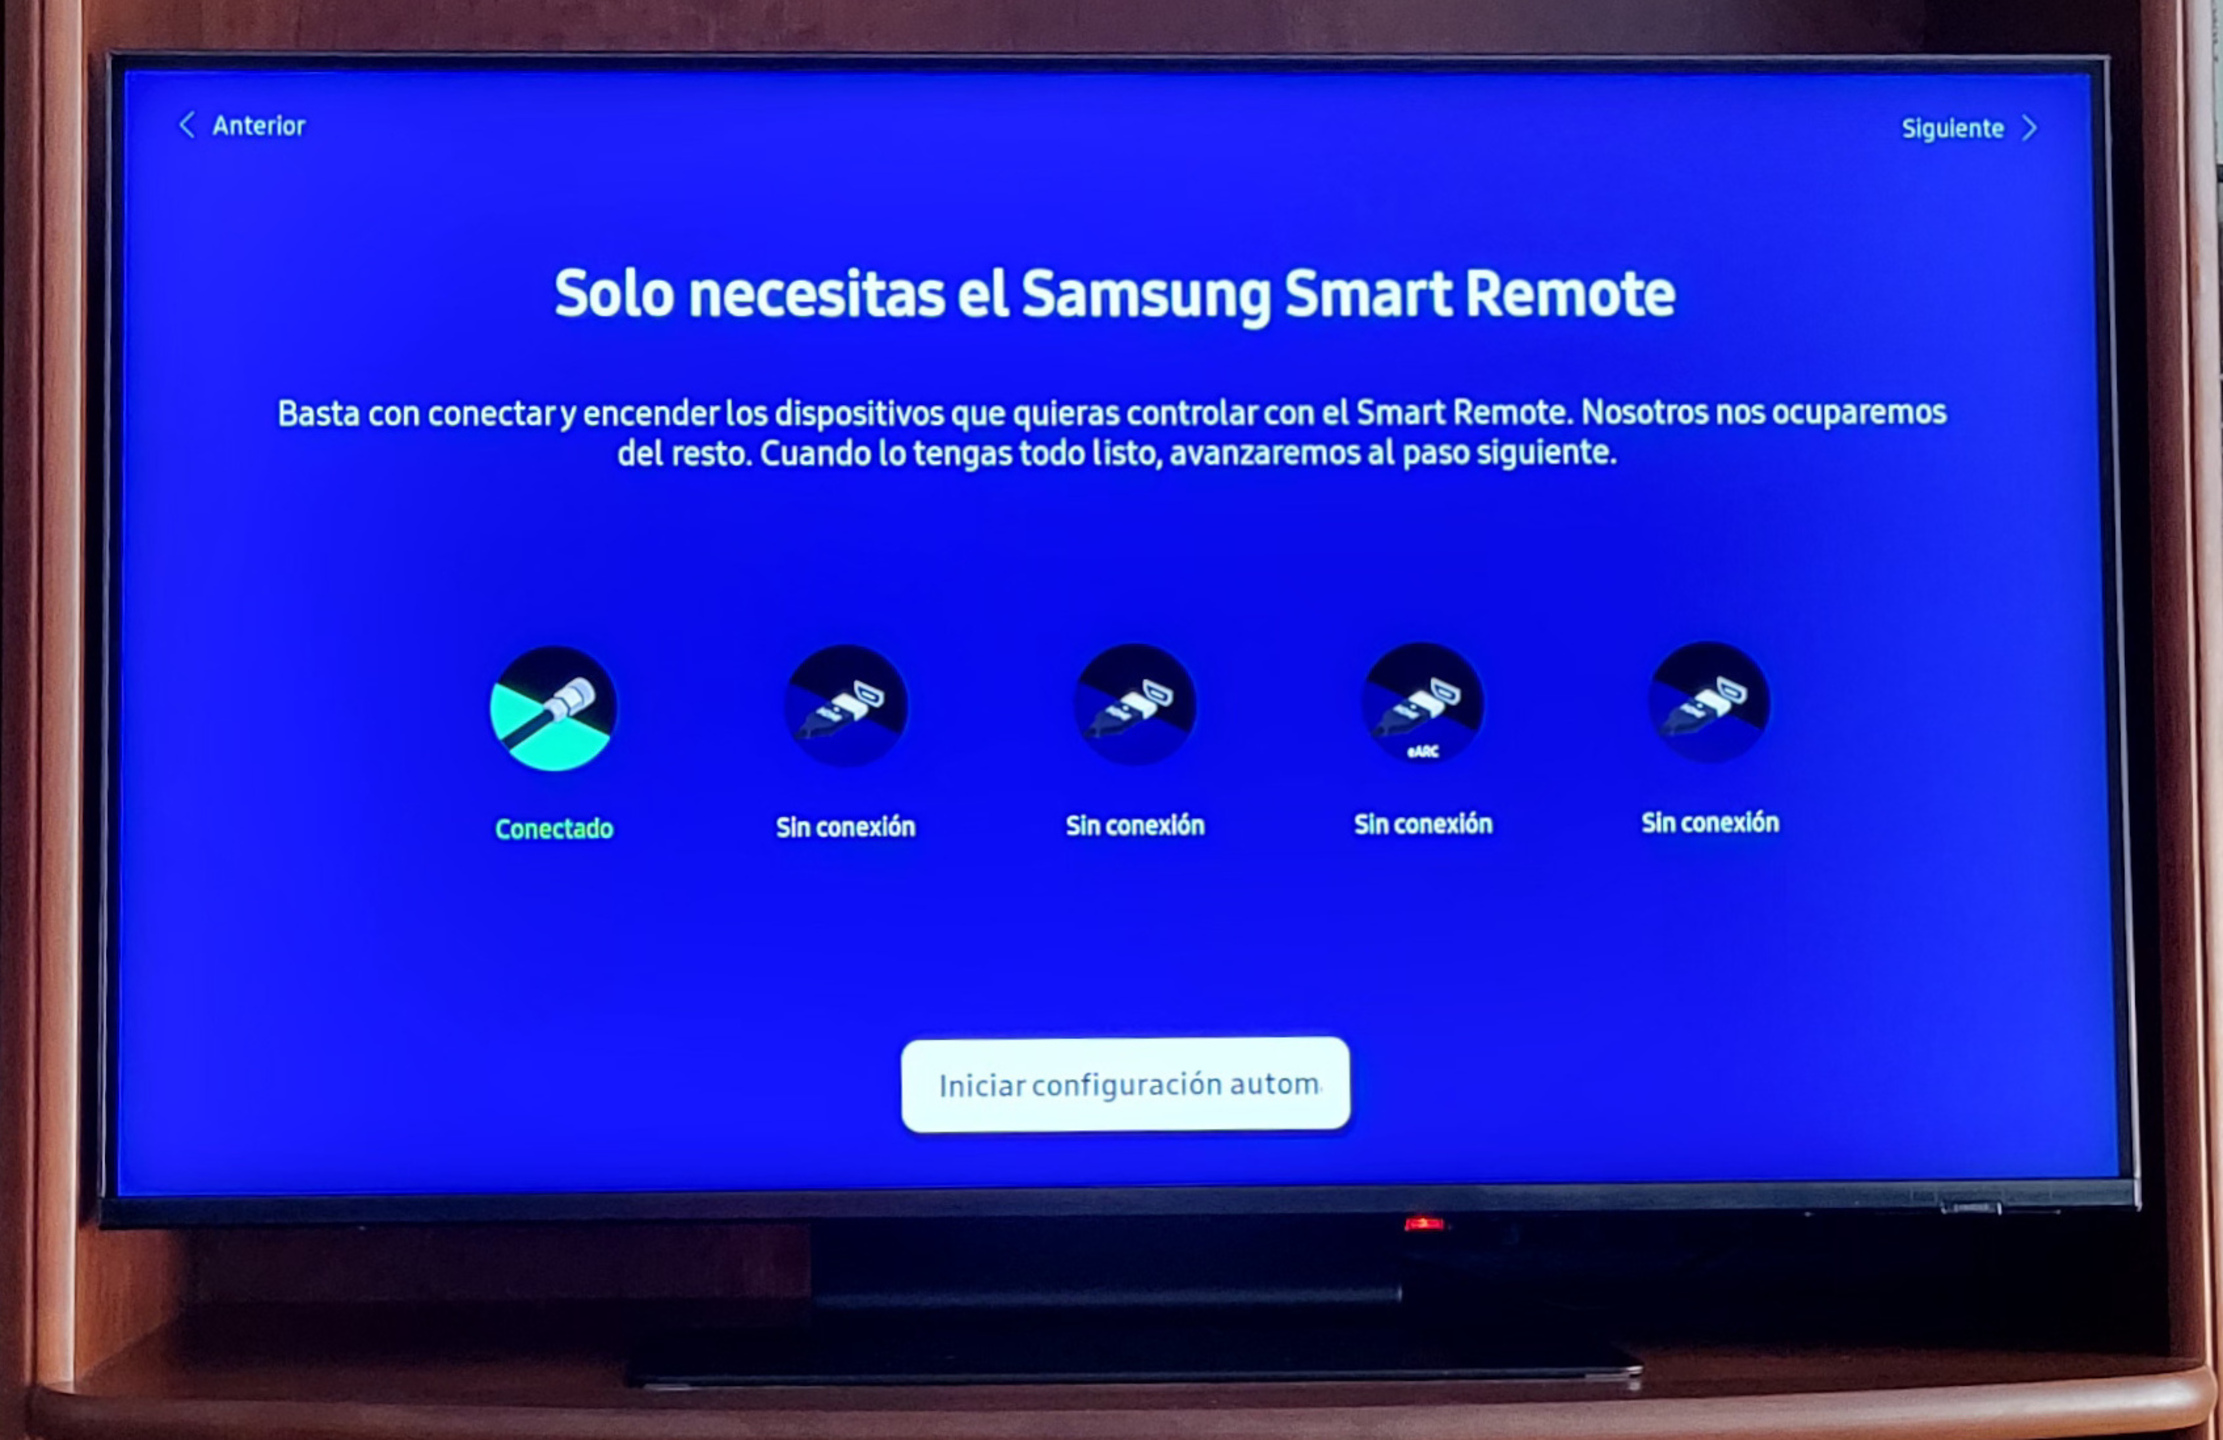 Anterior
Siguiente
Solo necesitas el Samsung Smart Remote
Basta con conectar y encender los dispositivos que quieras controlar con el Smart Remote. Nosotros nos ocuparemos
del resto. Cuando lo tengas todo listo, avanzaremos al paso siguiente.
eARC
Conectado
Sin conexión
Sin conexión
Sin conexión
Sin conexión
Iniciar configuración autom